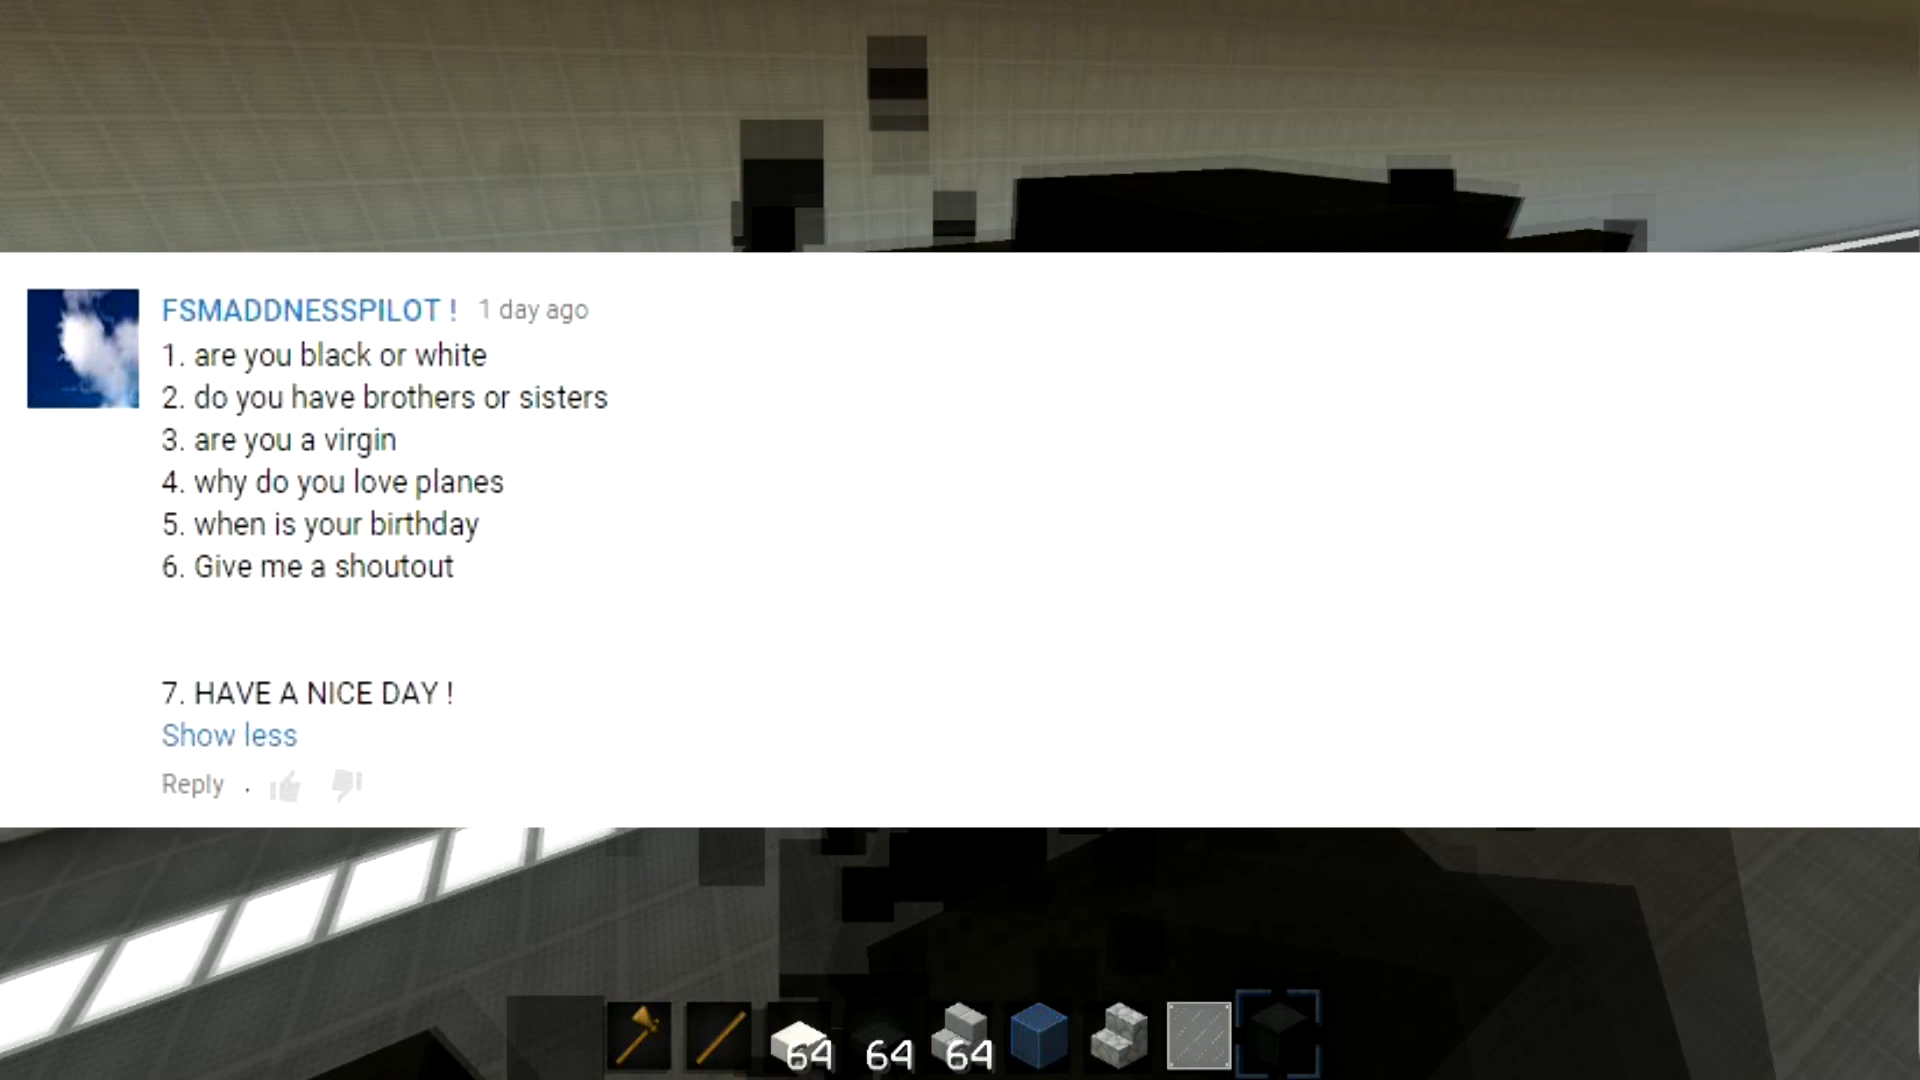 FSMADDNESSPILOT ! 1 day ago
1. are you black or white
2. do you have brothers or sisters
3. are you a virgin
4. why do you love planes
5. when is your birthday
6. Give me a shoutout
7. HAVE A NICE DAY !
Show less
Reply .
64 64 64